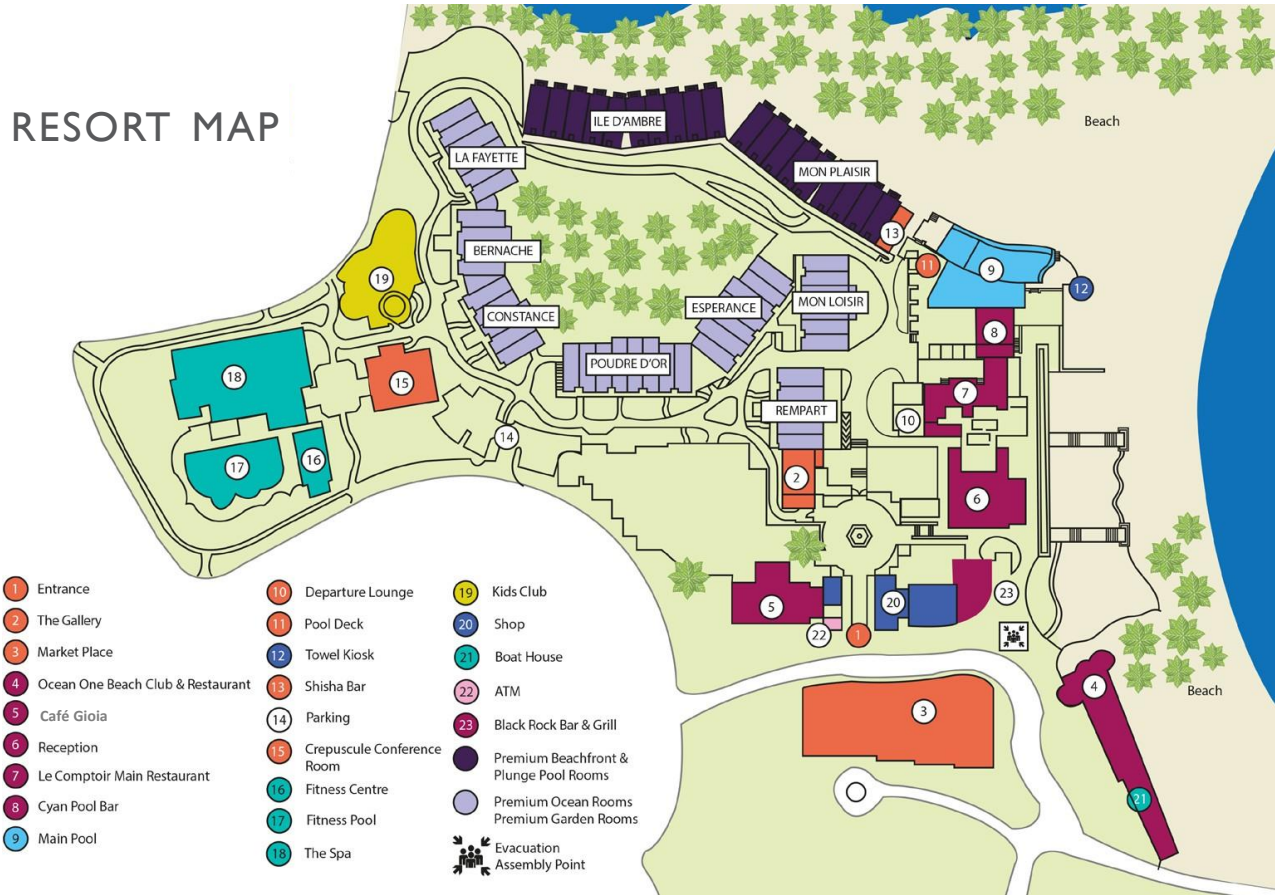 RESORT MAP
ILE D'AMBRE
Beach
LA FAYETTE
MON PLAISIR
13
BERNACHE
11
9
19
12
ESPERANCE
MON LOISIR
CONSTANCE
8
POUDRE D'OR
18
15
7
REMPART
10
14
17
16
2
6
5
20
23
22
1
4
Beach
3
21
1 Entrance
2 The Gallery
3 Market Place
4 Ocean One Beach Club & Restaurant
5 Café Gioia
6 Reception
7 Le Comptoir Main Restaurant
8 Cyan Pool Bar
9 Main Pool
10 Departure Lounge
11 Pool Deck
12 Towel Kiosk
13 Shisha Bar
14 Parking
15 Crepuscule Conference
Room
16 Fitness Centre
17 Fitness Pool
18 The Spa
19 Kids Club
20 Shop
21 Boat House
22 ATM
23 Black Rock Bar & Grill
Premium Beachfront &
Plunge Pool Rooms
Premium Ocean Rooms
Premium Garden Rooms
Evacuation
Assembly Point